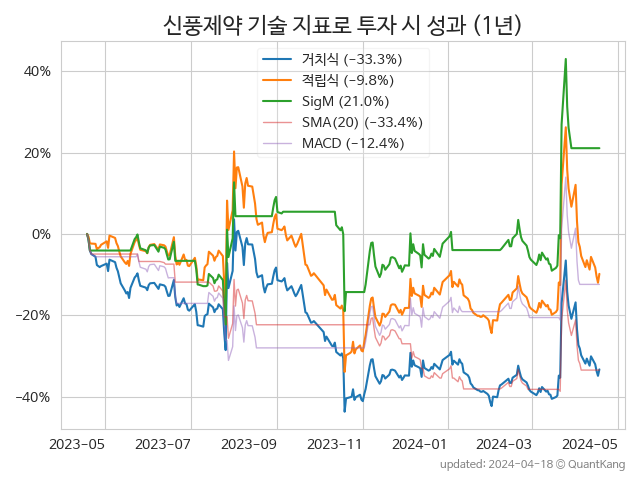 신풍제약 기술 지표로 투자 시 성과 (1년)
거치식 (−33.3%)
적립식 (−9.8%)
SigM (21.0%)
SMA(20) (−33.4%)
MACD (−12.4%)
40%
20%
0%
−20%
−40%
2023-05 2023-07 2023-09 2023-11 2024-01 2024-03 2024-05
updated: 2024-04-18 © QuantKang